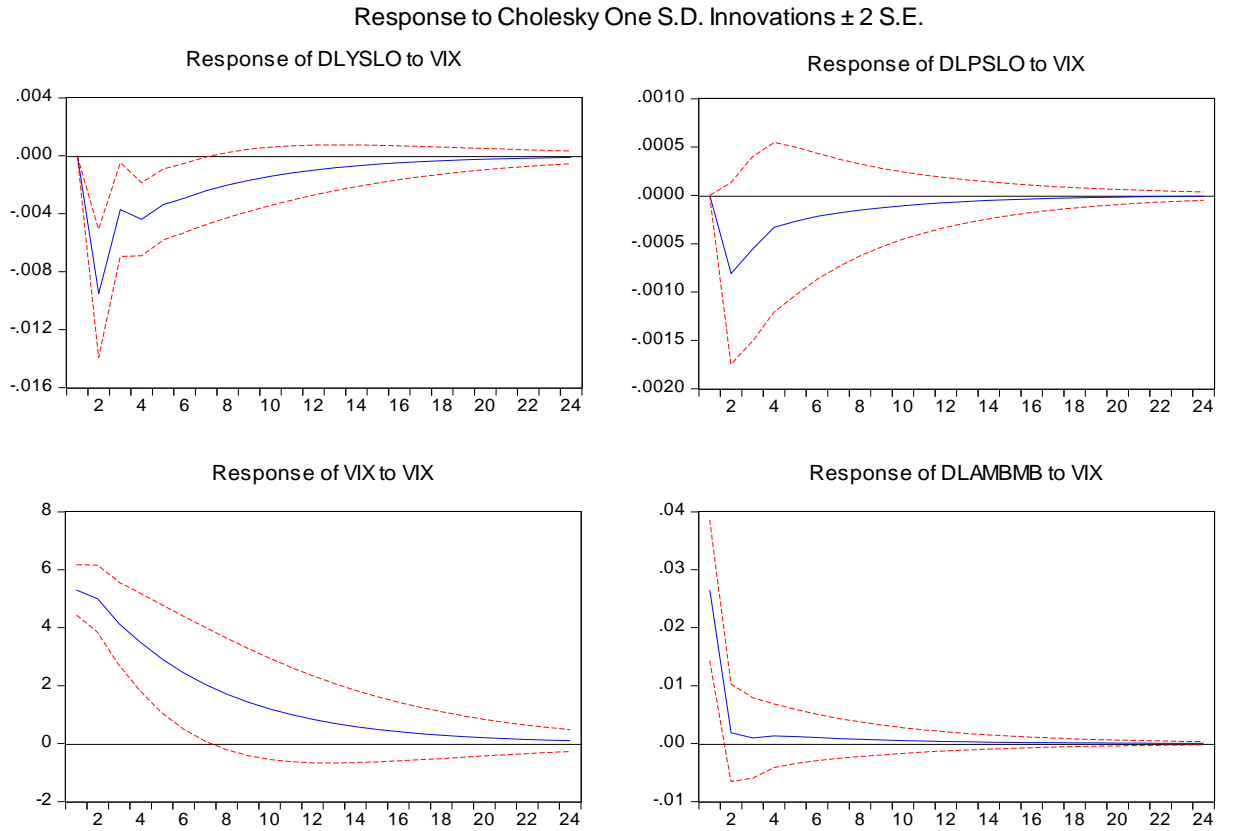 Response to Cholesky One S.D. Innovations ± 2 S.E.
Response of DLYSLO to VIX
.004
.000
-.004
-.008
-.012
-.016
2 4 6 8 10 12 14 16 18 20 22 24
Response of DLPSLO to VIX
.0010
.0005
.0000
-.0005
-.0010
-.0015
-.0020
2 4 6 8 10 12 14 16 18 20 22 24
Response of VIX to VIX
8
6
4
2
0
-2
2 4 6 8 10 12 14 16 18 20 22 24
Response of DLAMBMB to VIX
.04
.03
.02
.01
.00
-.01
2 4 6 8 10 12 14 16 18 20 22 24